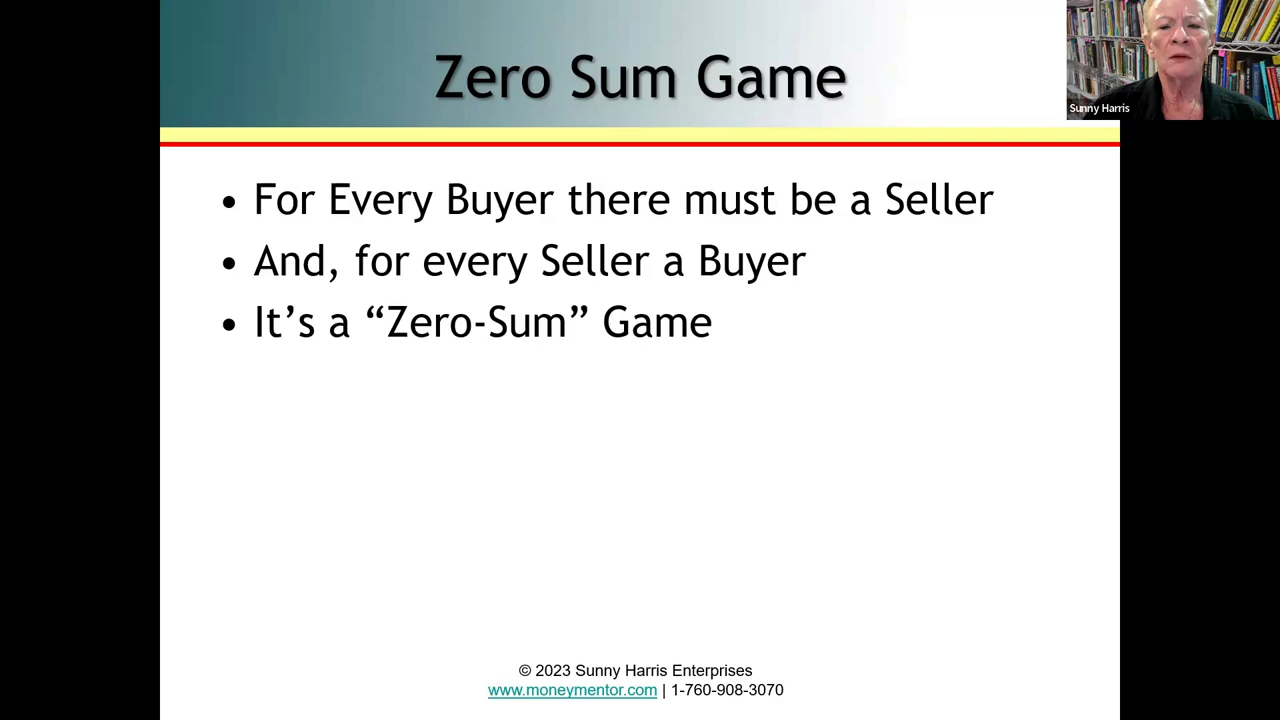 Zero Sum Game
Sunny Harris
• For Every Buyer there must be a Seller
• And, for every Seller a Buyer
• It’s a “Zero-Sum” Game
© 2023 Sunny Harris Enterprises
www.moneymentor.com | 1-760-908-3070